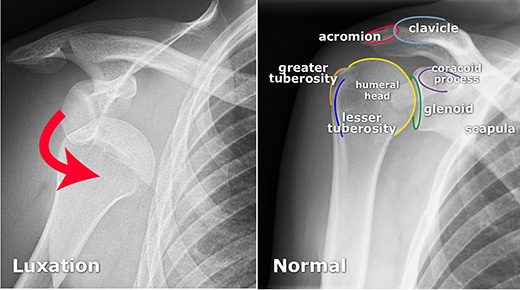 Luxation
clavicle
acromion
greater
tuberosity
coracoid
process
humeral
head
glenoid
lesser
tuberosity
scapula
Normal